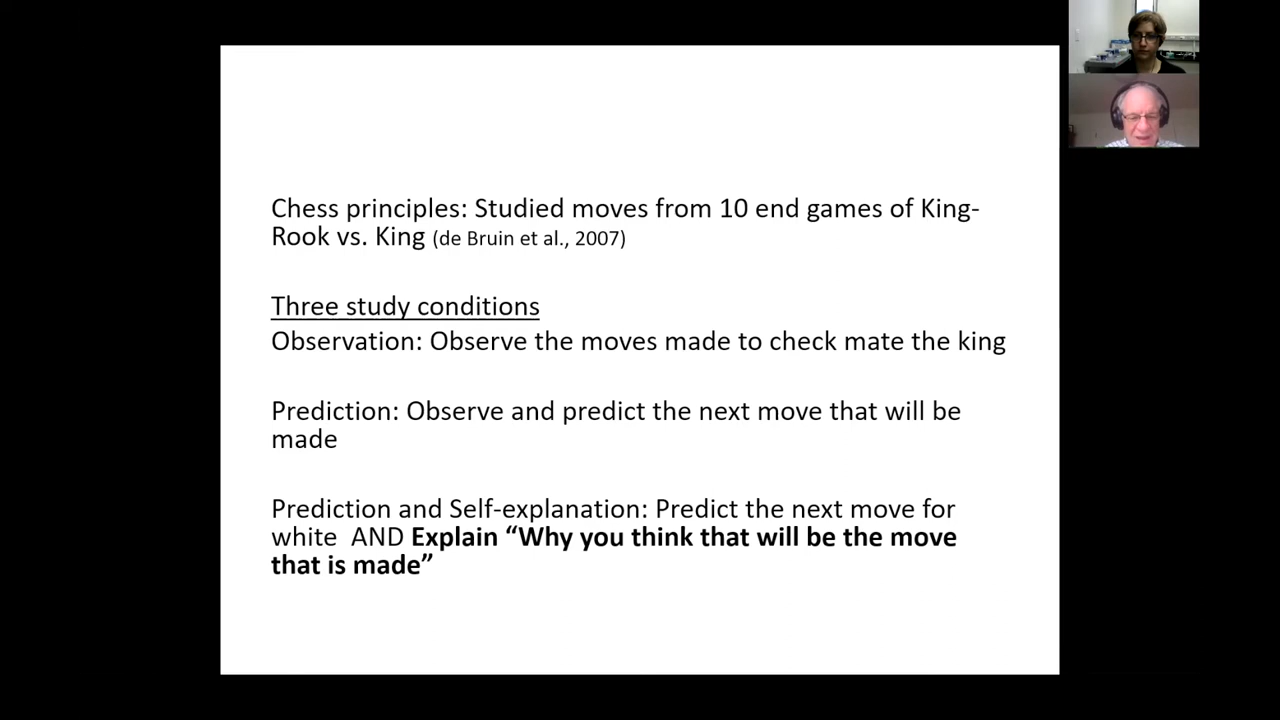 Chess principles: Studied moves from 10 end games of King-
Rook vs. King (de Bruin et al., 2007)
Three study conditions
Observation: Observe the moves made to check mate the king
Prediction: Observe and predict the next move that will be
made
Prediction and Self-explanation: Predict the next move for
white  AND Explain “Why you think that will be the move
that is made”